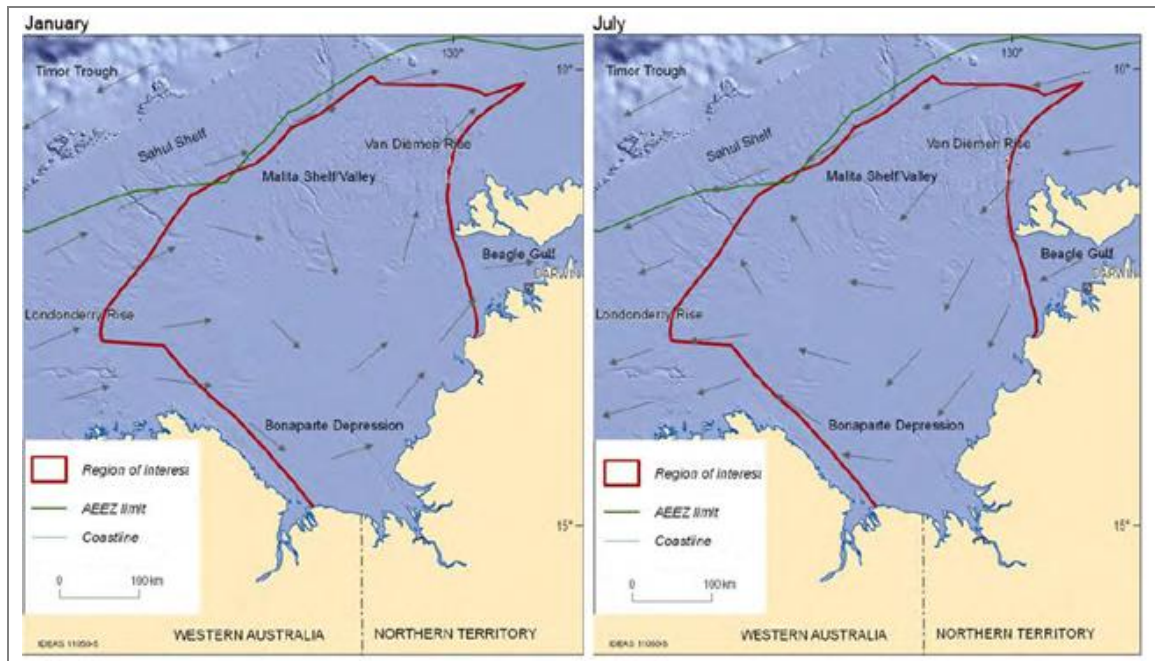 January
130°
10°
Timor Trough
Sahul Shelf
Van Diemen Rise
Malita Shelf/Valley
Beagle Gulf
DARWIN
Londonderry Rise
Bonaparte Depression
Region of Interest
AEEZ limit
Coastline
0 100 km
15°
WESTERN AUSTRALIA
NORTHERN TERRITORY
July
130°
10°
Timor Trough
Sahul Shelf
Van Diemen Rise
Malita Shelf/Valley
Beagle Gulf
DARWIN
Londonderry Rise
Bonaparte Depression
Region of Interest
AEEZ limit
Coastline
0 100 km
15°
WESTERN AUSTRALIA
NORTHERN TERRITORY